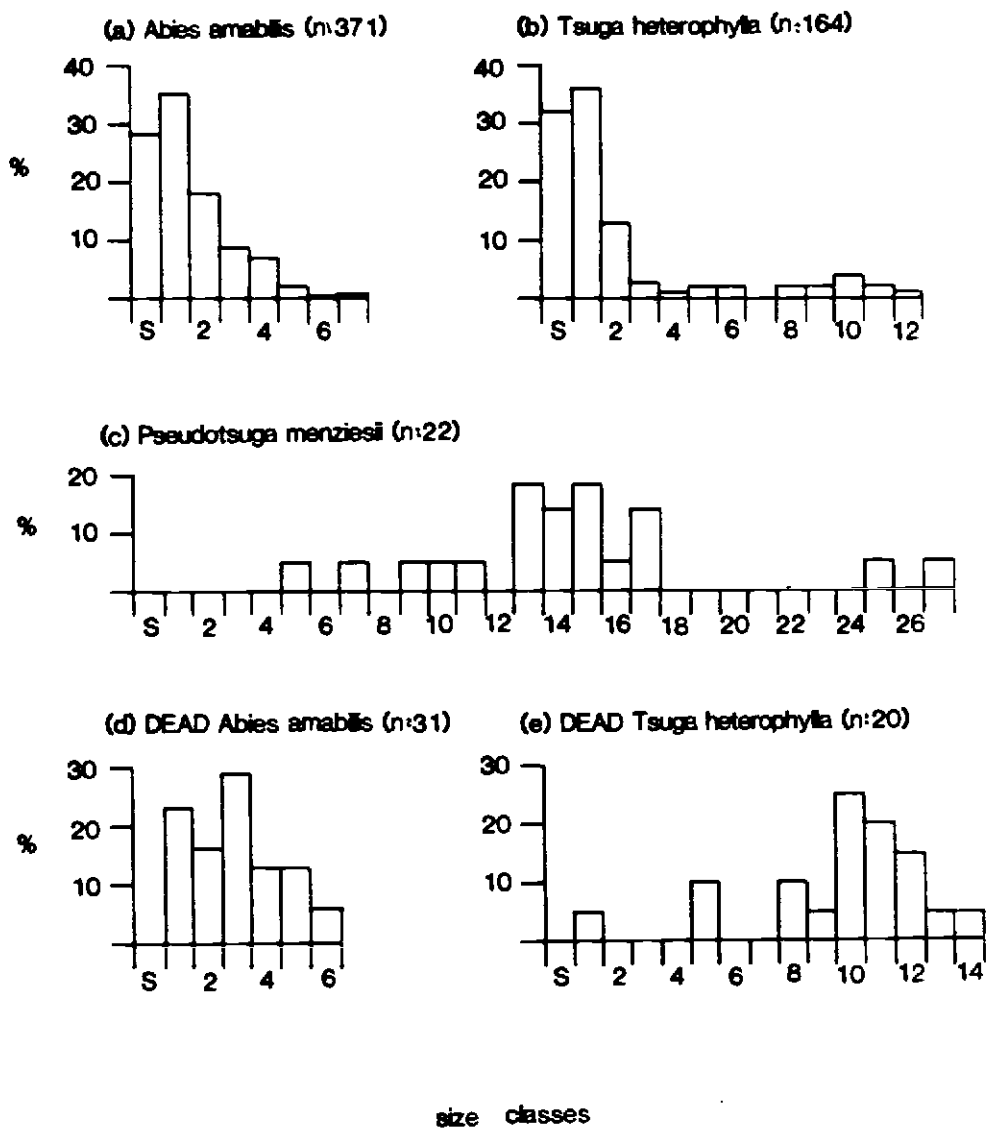 (a) Abies amabilis (n:371)
(b) Tsuga heterophylla (n:164)
40
30
%
20
10
S 2 4 6
40
30
20
10
S 2 4 6 8 10 12
(c) Pseudotsuga menziesii (n:22)
20
%
10
S 2 4 6 8 10 12 14 16 18 20 22 24 26
(d) DEAD Abies amabilis (n:31)
(e) DEAD Tsuga heterophylla (n:20)
30
20
%
10
S 2 4 6
30
20
10
S 2 4 6 8 10 12 14
size classes